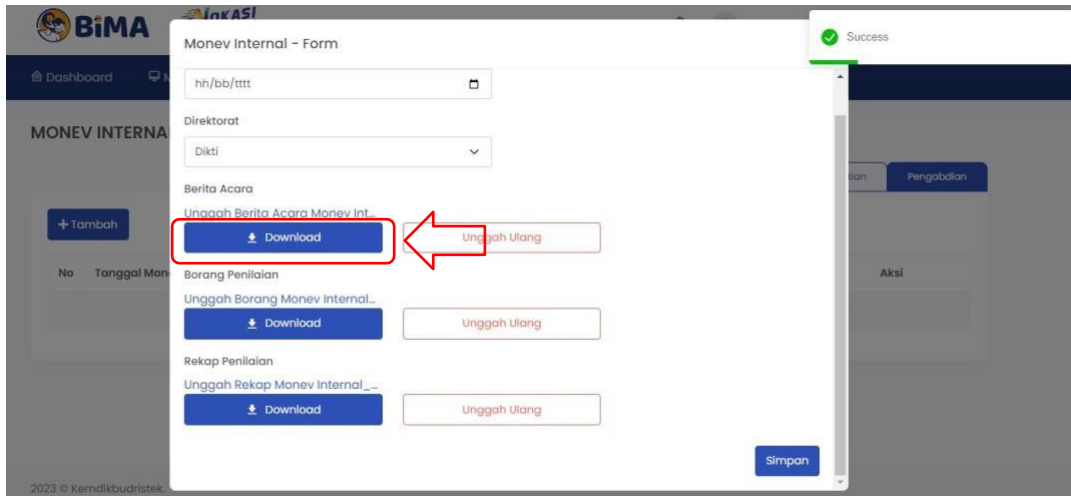 BiMA
Monev Internal - Form
Success
Dashboard
hh/bb/tttt
MONEV INTERNA
Direktorat
Dikti
Pengabdian
Berita Acara
Unggah Berita Acara Monev Int...
+ Tambah
Download
Unggah Ulang
No Tanggal Mon
Borang Penilaian
Aksi
Unggah Borang Monev Internal...
Download
Unggah Ulang
Rekap Penilaian
Unggah Rekap Monev Internal_...
Download
Unggah Ulang
Simpan
2023 © Kemdikbudristek.